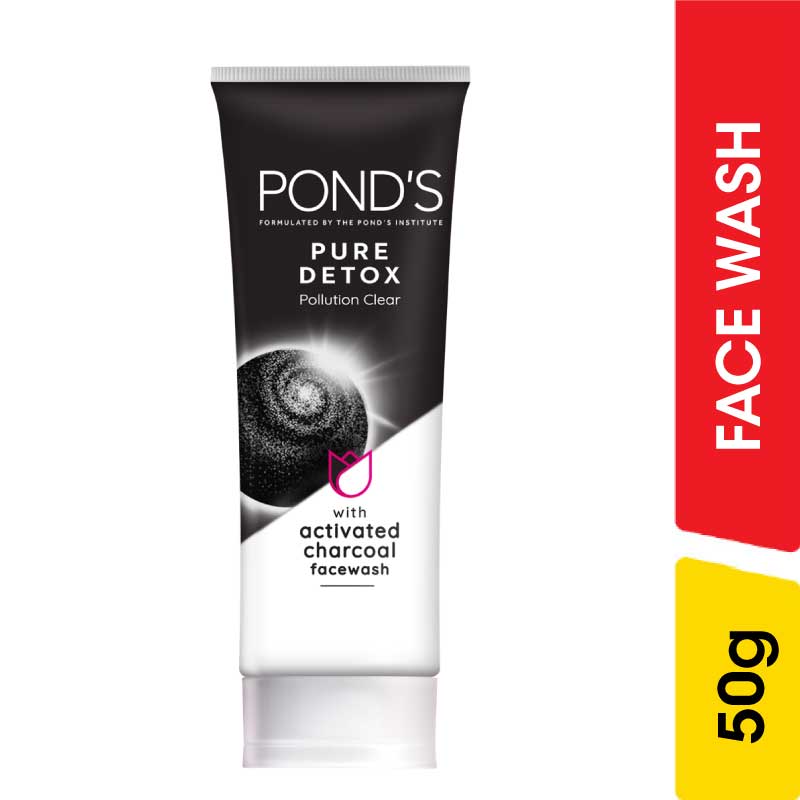 POND'S
FORMULATED BY THE POND'S INSTITUTE
PURE
DETOX
Pollution Clear
with
activated
charcoal
facewash
FACE WASH
50g